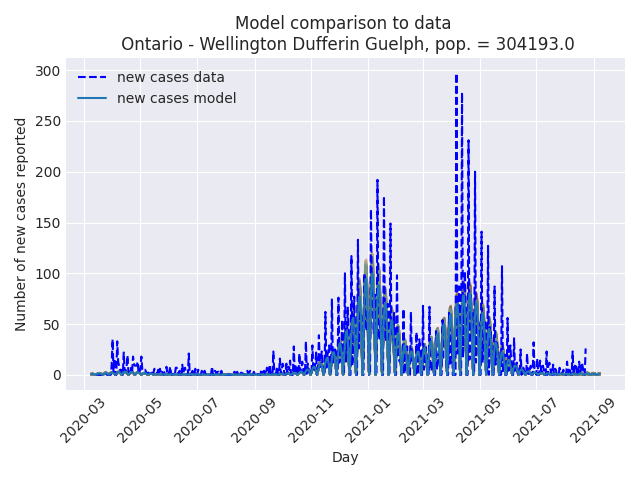 Model comparison to data
Ontario - Wellington Dufferin Guelph, pop. = 304193.0
new cases data
new cases model
Number of new cases reported
300
250
200
150
100
50
0
2020-03
2020-05
2020-07
2020-09
2020-11
2021-01
2021-03
2021-05
2021-07
2021-09
Day